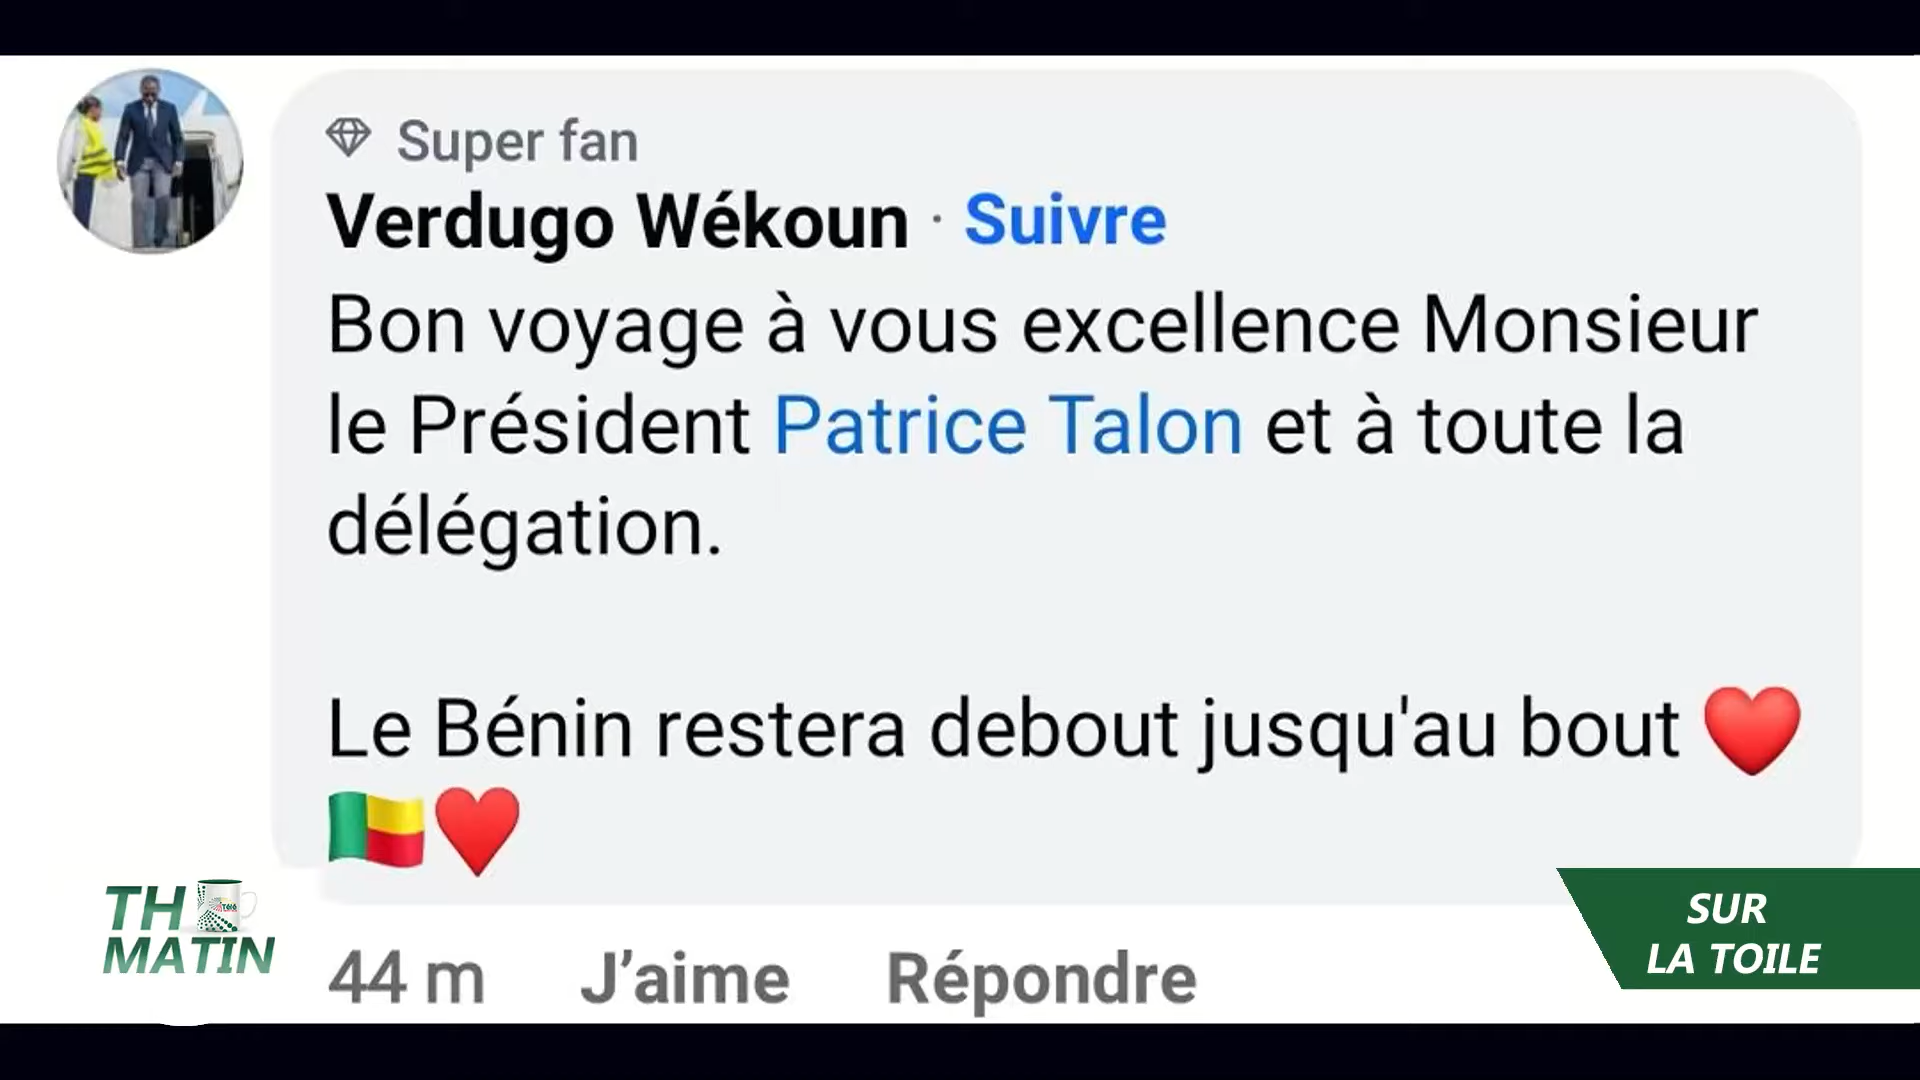 Super fan
Verdugo Wékoun · Suivre
Bon voyage à vous excellence Monsieur
le Président Patrice Talon et à toute la
délégation.
Le Bénin restera debout jusqu'au bout ❤️
🇧🇯❤️
44 m J’aime Répondre
TH
MATIN
SUR
LA TOILE